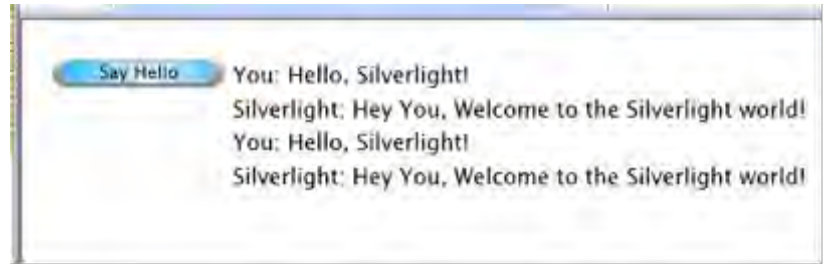 Say Hello You: Hello, Silverlight!
Silverlight: Hey You, Welcome to the Silverlight world!
You: Hello, Silverlight!
Silverlight: Hey You, Welcome to the Silverlight world!